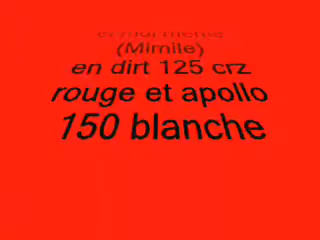 (Mimile)
en dirt 125 crz
rouge et apollo
150 blanche